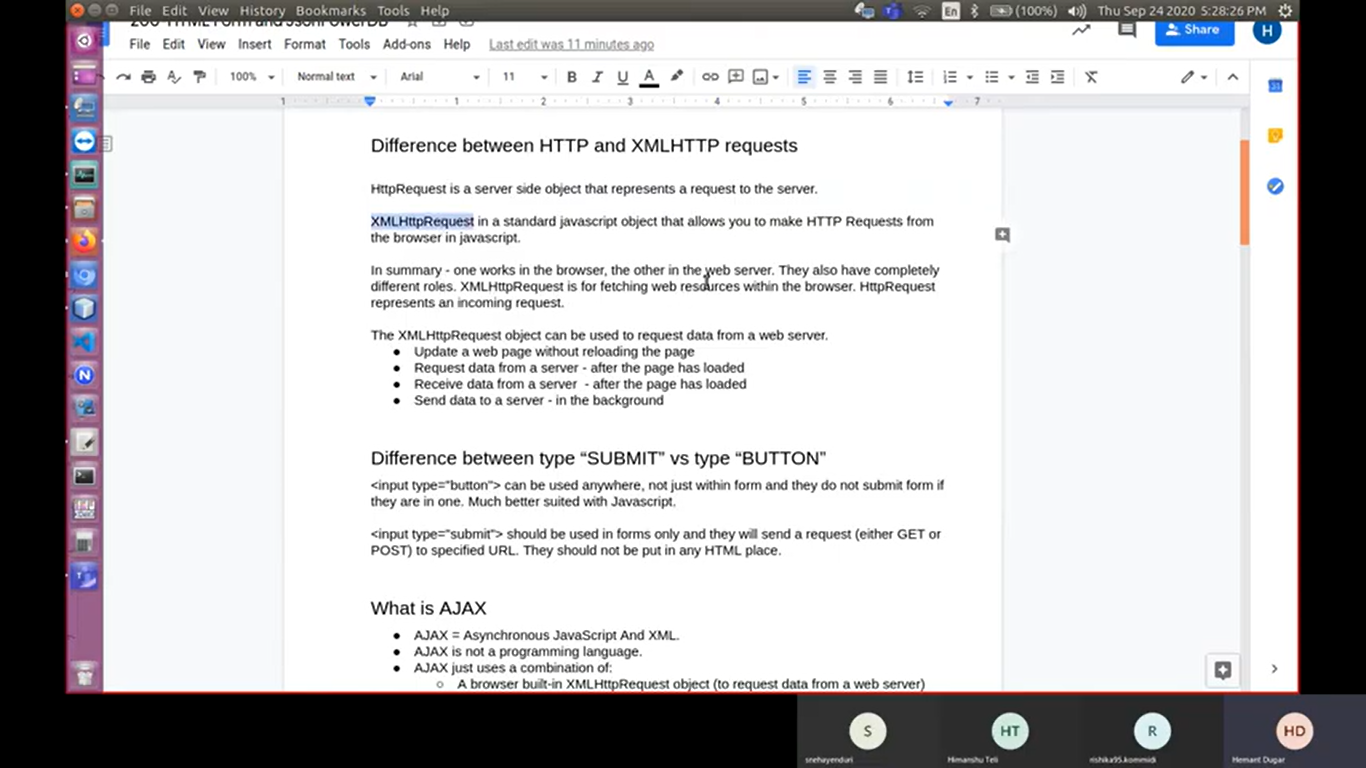 File Edit View History Bookmarks Tools Help
En (100%) Thu Sep 24 2020 5:28:26 PM
File Edit View Insert Format Tools Add-ons Help Last edit was 11 minutes ago
Share H
100% Normal text Arial 11 B I U A
1 1 2 3 4 5 6 7
Difference between HTTP and XMLHTTP requests
HttpRequest is a server side object that represents a request to the server.
XMLHttpRequest in a standard javascript object that allows you to make HTTP Requests from
the browser in javascript.
In summary - one works in the browser, the other in the web server. They also have completely
different roles. XMLHttpRequest is for fetching web resources within the browser. HttpRequest
represents an incoming request.
The XMLHttpRequest object can be used to request data from a web server.
● Update a web page without reloading the page
● Request data from a server - after the page has loaded
● Receive data from a server - after the page has loaded
● Send data to a server - in the background
Difference between type “SUBMIT” vs type “BUTTON”
<input type="button"> can be used anywhere, not just within form and they do not submit form if
they are in one. Much better suited with Javascript.
<input type="submit"> should be used in forms only and they will send a request (either GET or
POST) to specified URL. They should not be put in any HTML place.
What is AJAX
● AJAX = Asynchronous JavaScript And XML.
● AJAX is not a programming language.
● AJAX just uses a combination of:
○ A browser built-in XMLHttpRequest object (to request data from a web server)
S HT R HD
snehayenduri Himanshu Teli rishika95.kommidi Hemant Dugar